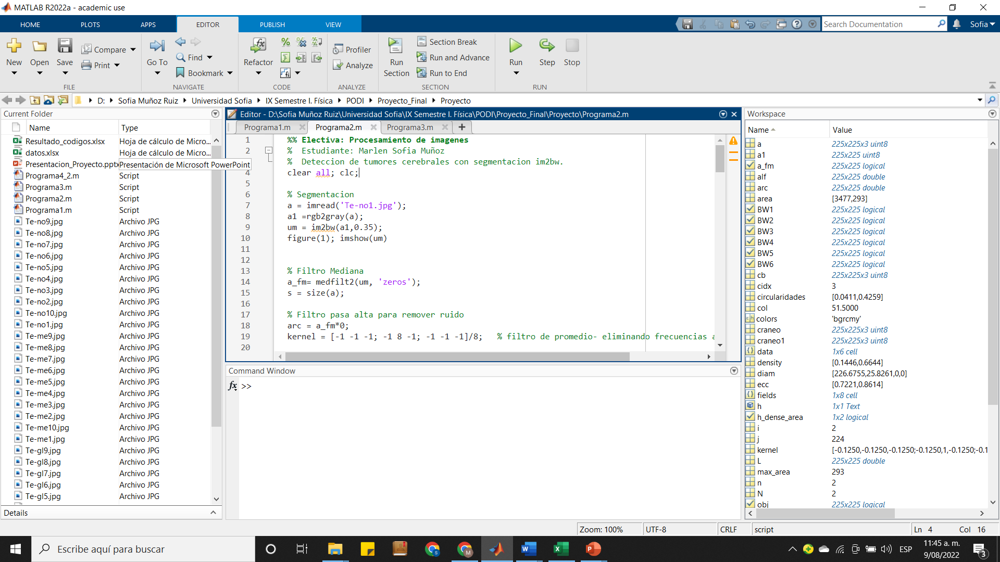 MATLAB R2022a - academic use
HOME PLOTS APPS EDITOR PUBLISH VIEW
Search Documentation
Sofia
New Open Save Compare Print
FILE
Go To Find Bookmark
NAVIGATE
Refactor
CODE
Profiler Analyze
ANALYZE
Run Section Section Break Run and Advance Run to End
SECTION
Run Step Stop
RUN
D: Sofia Muñoz Ruiz Universidad Sofia IX Semestre I. Física PODI Proyecto_Final Proyecto
Current Folder
Name Type
Resultado_codigos.xlsx Hoja de cálculo de Micro...
datos.xlsx Hoja de cálculo de Micro...
Presentacion_Proyecto.pptx Presentación de Microsoft PowerPoint
Programa4_2.m Script
Programa3.m Script
Programa2.m Script
Programa1.m Script
Te-no9.jpg Archivo JPG
Te-no8.jpg Archivo JPG
Te-no7.jpg Archivo JPG
Te-no6.jpg Archivo JPG
Te-no5.jpg Archivo JPG
Te-no4.jpg Archivo JPG
Te-no3.jpg Archivo JPG
Te-no2.jpg Archivo JPG
Te-no10.jpg Archivo JPG
Te-no1.jpg Archivo JPG
Te-me9.jpg Archivo JPG
Te-me8.jpg Archivo JPG
Te-me7.jpg Archivo JPG
Te-me6.jpg Archivo JPG
Te-me5.jpg Archivo JPG
Te-me4.jpg Archivo JPG
Te-me3.jpg Archivo JPG
Te-me2.jpg Archivo JPG
Te-me10.jpg Archivo JPG
Te-me1.jpg Archivo JPG
Te-gl9.jpg Archivo JPG
Te-gl8.jpg Archivo JPG
Te-gl7.jpg Archivo JPG
Te-gl6.jpg Archivo JPG
Te-gl5.jpg Archivo JPG
Details
Editor - D:\Sofia Muñoz Ruiz\Universidad Sofia\IX Semestre I. Física\PODI\Proyecto_Final\Proyecto\Programa2.m
Programa1.m Programa2.m Programa3.m
1 %% Electiva: Procesamiento de imagenes
2 % Estudiante: Marlen Sofia Muñoz
% Deteccion de tumores cerebrales con segmentacion im2bw.
4 clear all; clc;
5
6 % Segmentacion
7 a = imread('Te-no1.jpg');
8 a1 =rgb2gray(a);
9 um = im2bw(a1,0.35);
10 figure(1); imshow(um)
11
12
13 % Filtro Mediana
14 a_fm= medfilt2(um, 'zeros');
15 s = size(a);
16
17 % Filtro pasa alta para remover ruido
18 arc = a_fm*0;
19 kernel = [-1 -1 -1; -1 8 -1; -1 -1 -1]/8; % filtro de promedio- eliminando frecuencias a
20
Command Window
fx >>
Workspace
Name Value
a 225x225x3 uint8
a1 225x225 uint8
a_fm 225x225 logical
alf 225x225 double
arc 225x225 double
area [3477,293]
BW1 225x225 logical
BW2 225x225 logical
BW3 225x225 logical
BW4 225x225 logical
BW5 225x225 logical
BW6 225x225 logical
cb 225x225x3 uint8
cidx 3
circularidades [0.0411,0.4259]
col 51.5000
colors 'bgrcmy'
craneo 225x225x3 uint8
craneo1 225x225x3 uint8
data 1x6 cell
density [0.1446,0.6644]
diam [226.6755,25.8261,0,0]
ecc [0.7221,0.8614]
fields 1x8 cell
h 1x1 Text
h_dense_area 1x2 logical
i 2
j 224
kernel [-0.1250,-0.1250,-0.1250;-0.1250,1,-0.1250;-0.1
L 225x225 double
max_area 293
n 2
N 2
obj 225x225 logical
Zoom: 100% UTF-8 CRLF script Ln 4 Col 16
Escribe aquí para buscar
ESP
11:45 a. m.
9/08/2022
3